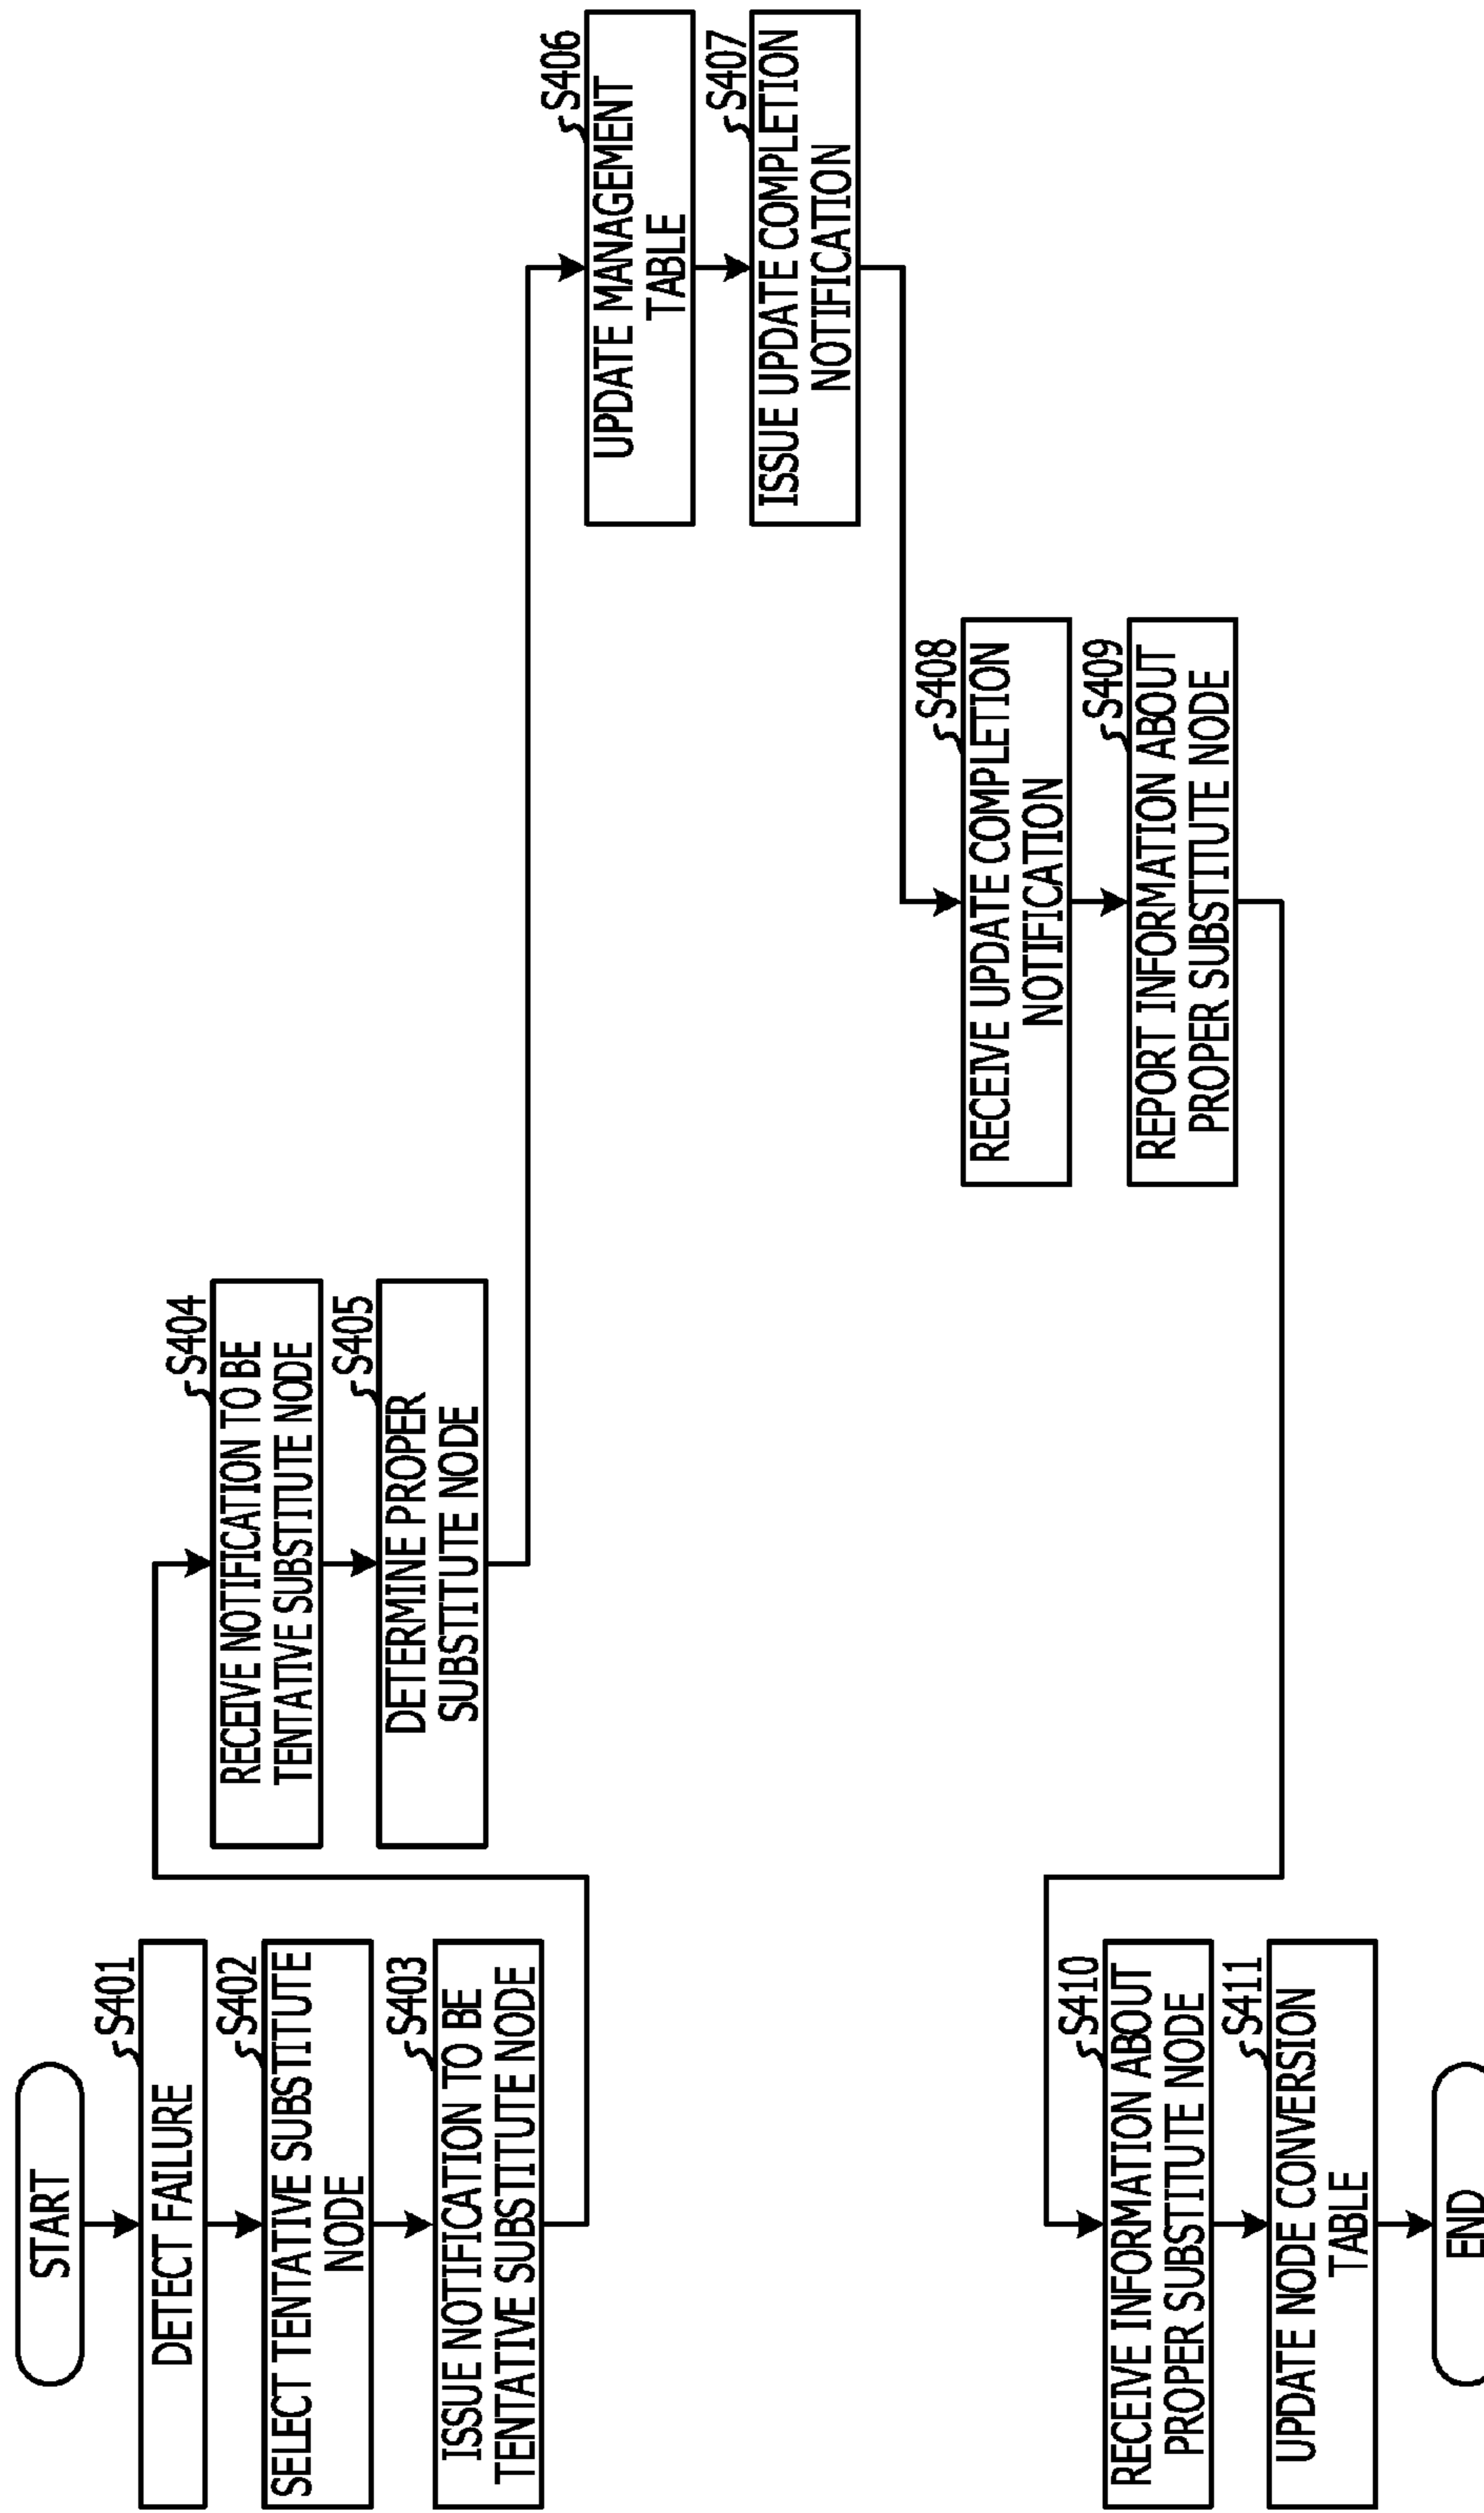 START
S401
DETECT FAILURE
S402
SELECT TENTATIVE SUBSTITUTE
NODE
S403
ISSUE NOTIFICATION TO BE
TENTATIVE SUBSTITUTE NODE
S404
RECEIVE NOTIFICATION TO BE
TENTATIVE SUBSTITUTE NODE
S405
DETERMINE PROPER
SUBSTITUTE NODE
S406
UPDATE MANAGEMENT
TABLE
S407
ISSUE UPDATE COMPLETION
NOTIFICATION
S408
RECEIVE UPDATE COMPLETION
NOTIFICATION
S409
REPORT INFORMATION ABOUT
PROPER SUBSTITUTE NODE
S410
RECEIVE INFORMATION ABOUT
PROPER SUBSTITUTE NODE
S411
UPDATE NODE CONVERSION
TABLE
END